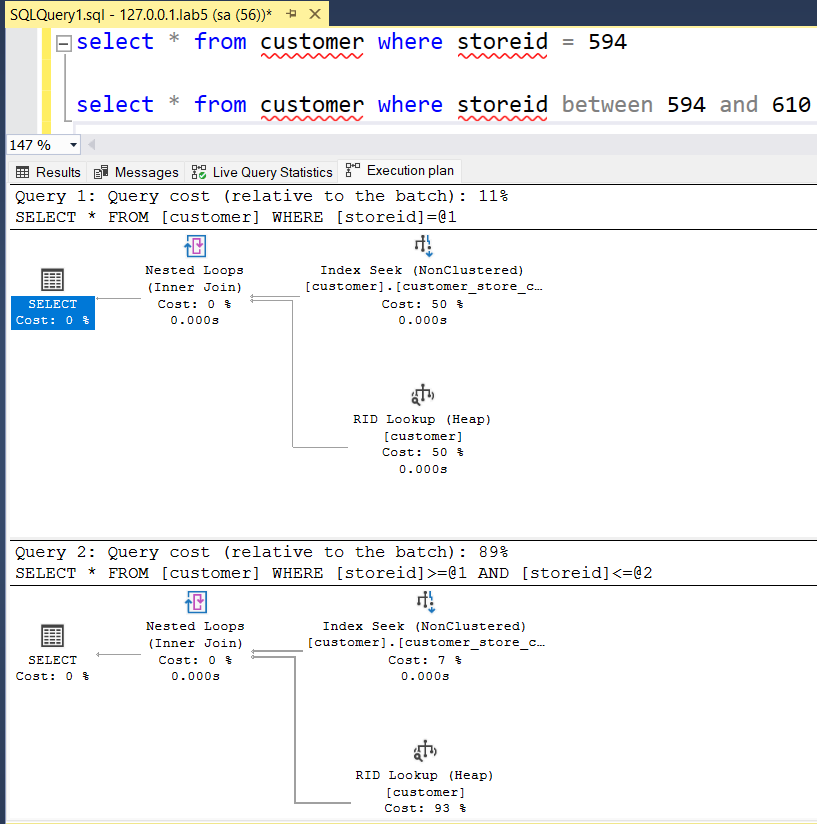 SQLQuery1.sql - 127.0.0.1.lab5 (sa (56))*
select * from customer where storeid = 594
select * from customer where storeid between 594 and 610
147 %
Results Messages Live Query Statistics Execution plan
Query 1: Query cost (relative to the batch): 11%
SELECT * FROM [customer] WHERE [storeid]=@1
SELECT
Cost: 0 %
Nested Loops
(Inner Join)
Cost: 0 %
0.000s
Index Seek (NonClustered)
[customer].[customer_store_c…
Cost: 50 %
0.000s
RID Lookup (Heap)
[customer]
Cost: 50 %
0.000s
Query 2: Query cost (relative to the batch): 89%
SELECT * FROM [customer] WHERE [storeid]>=@1 AND [storeid]<=@2
SELECT
Cost: 0 %
Nested Loops
(Inner Join)
Cost: 0 %
0.000s
Index Seek (NonClustered)
[customer].[customer_store_c…
Cost: 7 %
0.000s
RID Lookup (Heap)
[customer]
Cost: 93 %